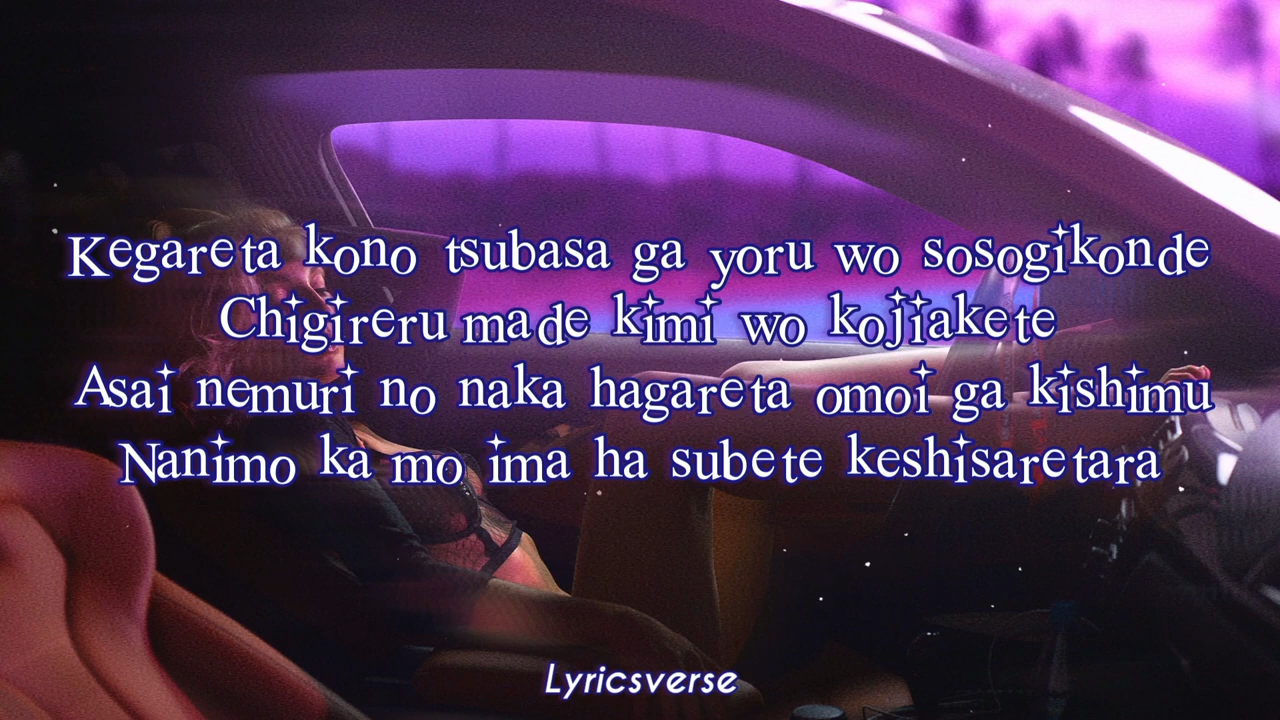 Kegareta kono tsubasa ga yoru wo sosogikonde
Chigireru made kimi wo kojiakete
Asai nemuri no naka hagareta omoi ga kishimu
Nanimo ka mo ima ha subete keshisaretara
Lyricsverse